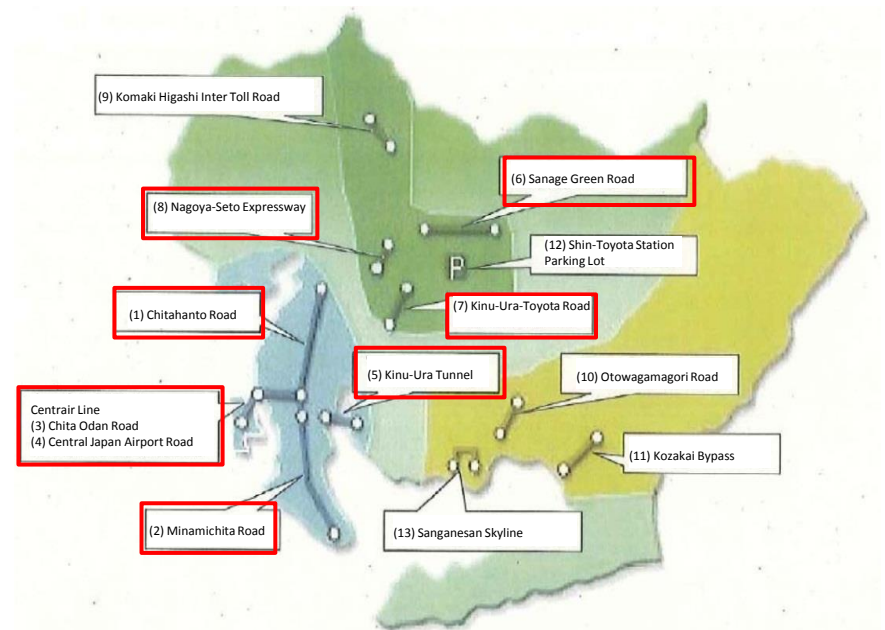 (9) Komaki Higashi Inter Toll Road
(6) Sanage Green Road
(8) Nagoya-Seto Expressway
(12) Shin-Toyota Station
Parking Lot
P
(1) Chitahanto Road
(7) Kinu-Ura-Toyota Road
(5) Kinu-Ura Tunnel
(10) Otowagamagori Road
Centrair Line
(3) Chita Odan Road
(4) Central Japan Airport Road
(11) Kozakai Bypass
(2) Minamichita Road
(13) Sanganesan Skyline